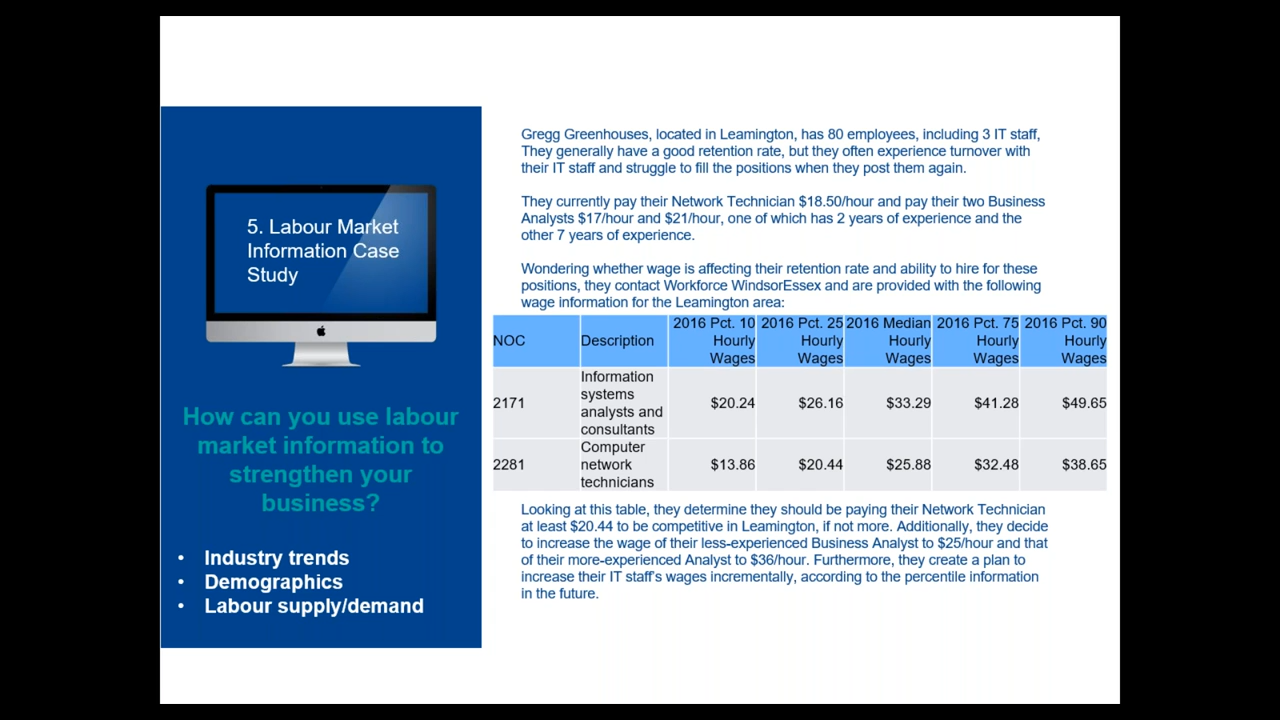 5. Labour Market
Information Case
Study
How can you use labour
market information to
strengthen your
business?
• Industry trends
• Demographics
• Labour supply/demand
Gregg Greenhouses, located in Leamington, has 80 employees, including 3 IT staff,
They generally have a good retention rate, but they often experience turnover with
their IT staff and struggle to fill the positions when they post them again.
They currently pay their Network Technician $18.50/hour and pay their two Business
Analysts $17/hour and $21/hour, one of which has 2 years of experience and the
other 7 years of experience.
Wondering whether wage is affecting their retention rate and ability to hire for these
positions, they contact Workforce WindsorEssex and are provided with the following
wage information for the Leamington area:
NOC Description 2016 Pct. 10 Hourly Wages 2016 Pct. 25 Hourly Wages 2016 Median Hourly Wages 2016 Pct. 75 Hourly Wages 2016 Pct. 90 Hourly Wages
2171 Information systems analysts and consultants $20.24 $26.16 $33.29 $41.28 $49.65
2281 Computer network technicians $13.86 $20.44 $25.88 $32.48 $38.65
Looking at this table, they determine they should be paying their Network Technician
at least $20.44 to be competitive in Leamington, if not more. Additionally, they decide
to increase the wage of their less-experienced Business Analyst to $25/hour and that
of their more-experienced Analyst to $36/hour. Furthermore, they create a plan to
increase their IT staff's wages incrementally, according to the percentile information
in the future.